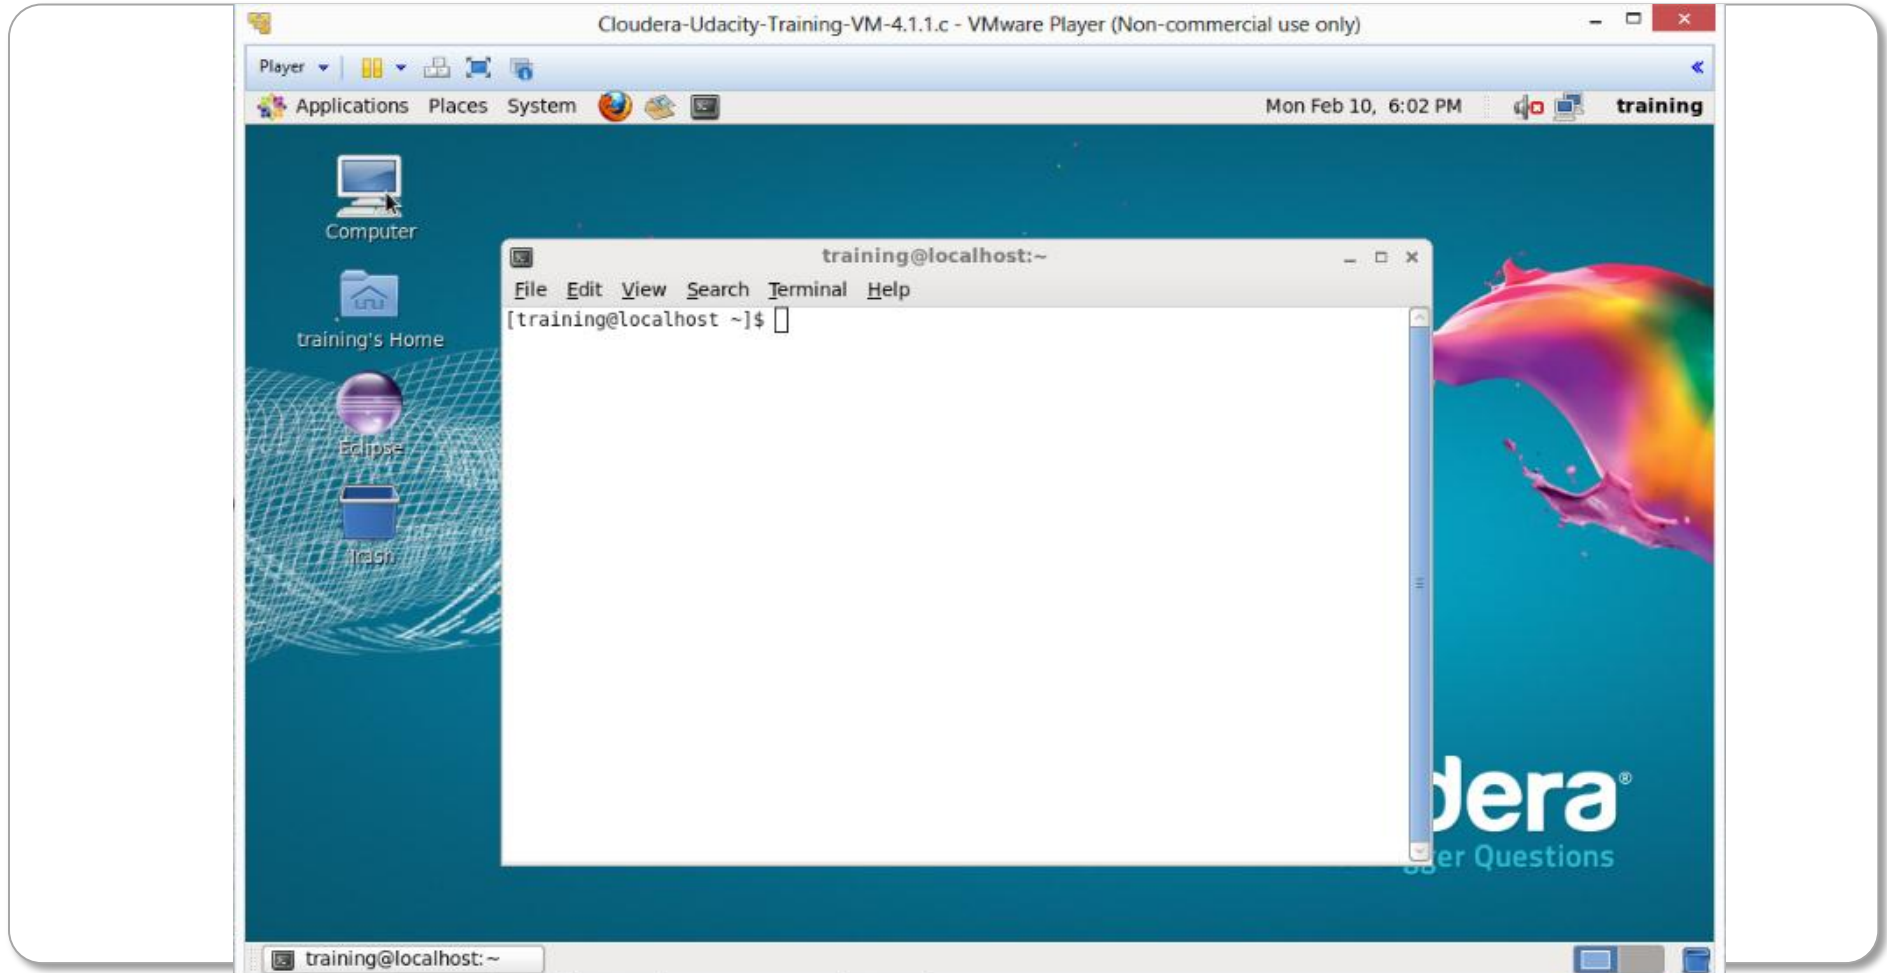 Cloudera-Udacity-Training-VM-4.1.1.c - VMware Player (Non-commercial use only)
Player
Applications Places System Mon Feb 10, 6:02 PM training
Computer
training's Home
Eclipse
Trash
training@localhost:~
File Edit View Search Terminal Help
[training@localhost ~]$
dera®
er Questions
training@localhost:~